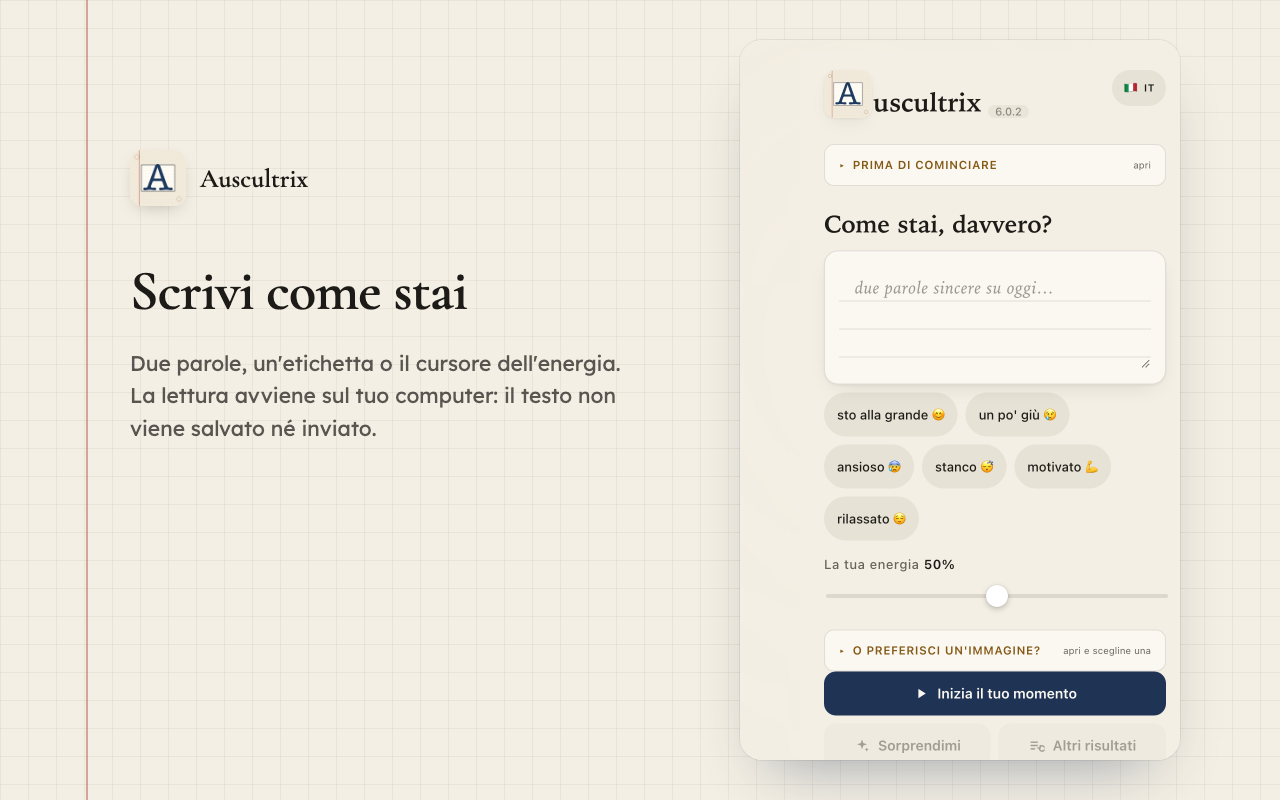 A
Auscultrix
Scrivi come stai
Due parole, un'etichetta o il cursore dell'energia.
La lettura avviene sul tuo computer: il testo non
viene salvato né inviato.
A uscultrix 6.0.2
IT
PRIMA DI COMINCIARE apri
Come stai, davvero?
due parole sincere su oggi…
sto alla grande 😊 un po' giù 😢
ansioso 😰 stanco 😴 motivato 💪
rilassato 😌
La tua energia 50%
O PREFERISCI UN'IMMAGINE? apri e scegline una
Inizia il tuo momento
Sorprendimi Altri risultati